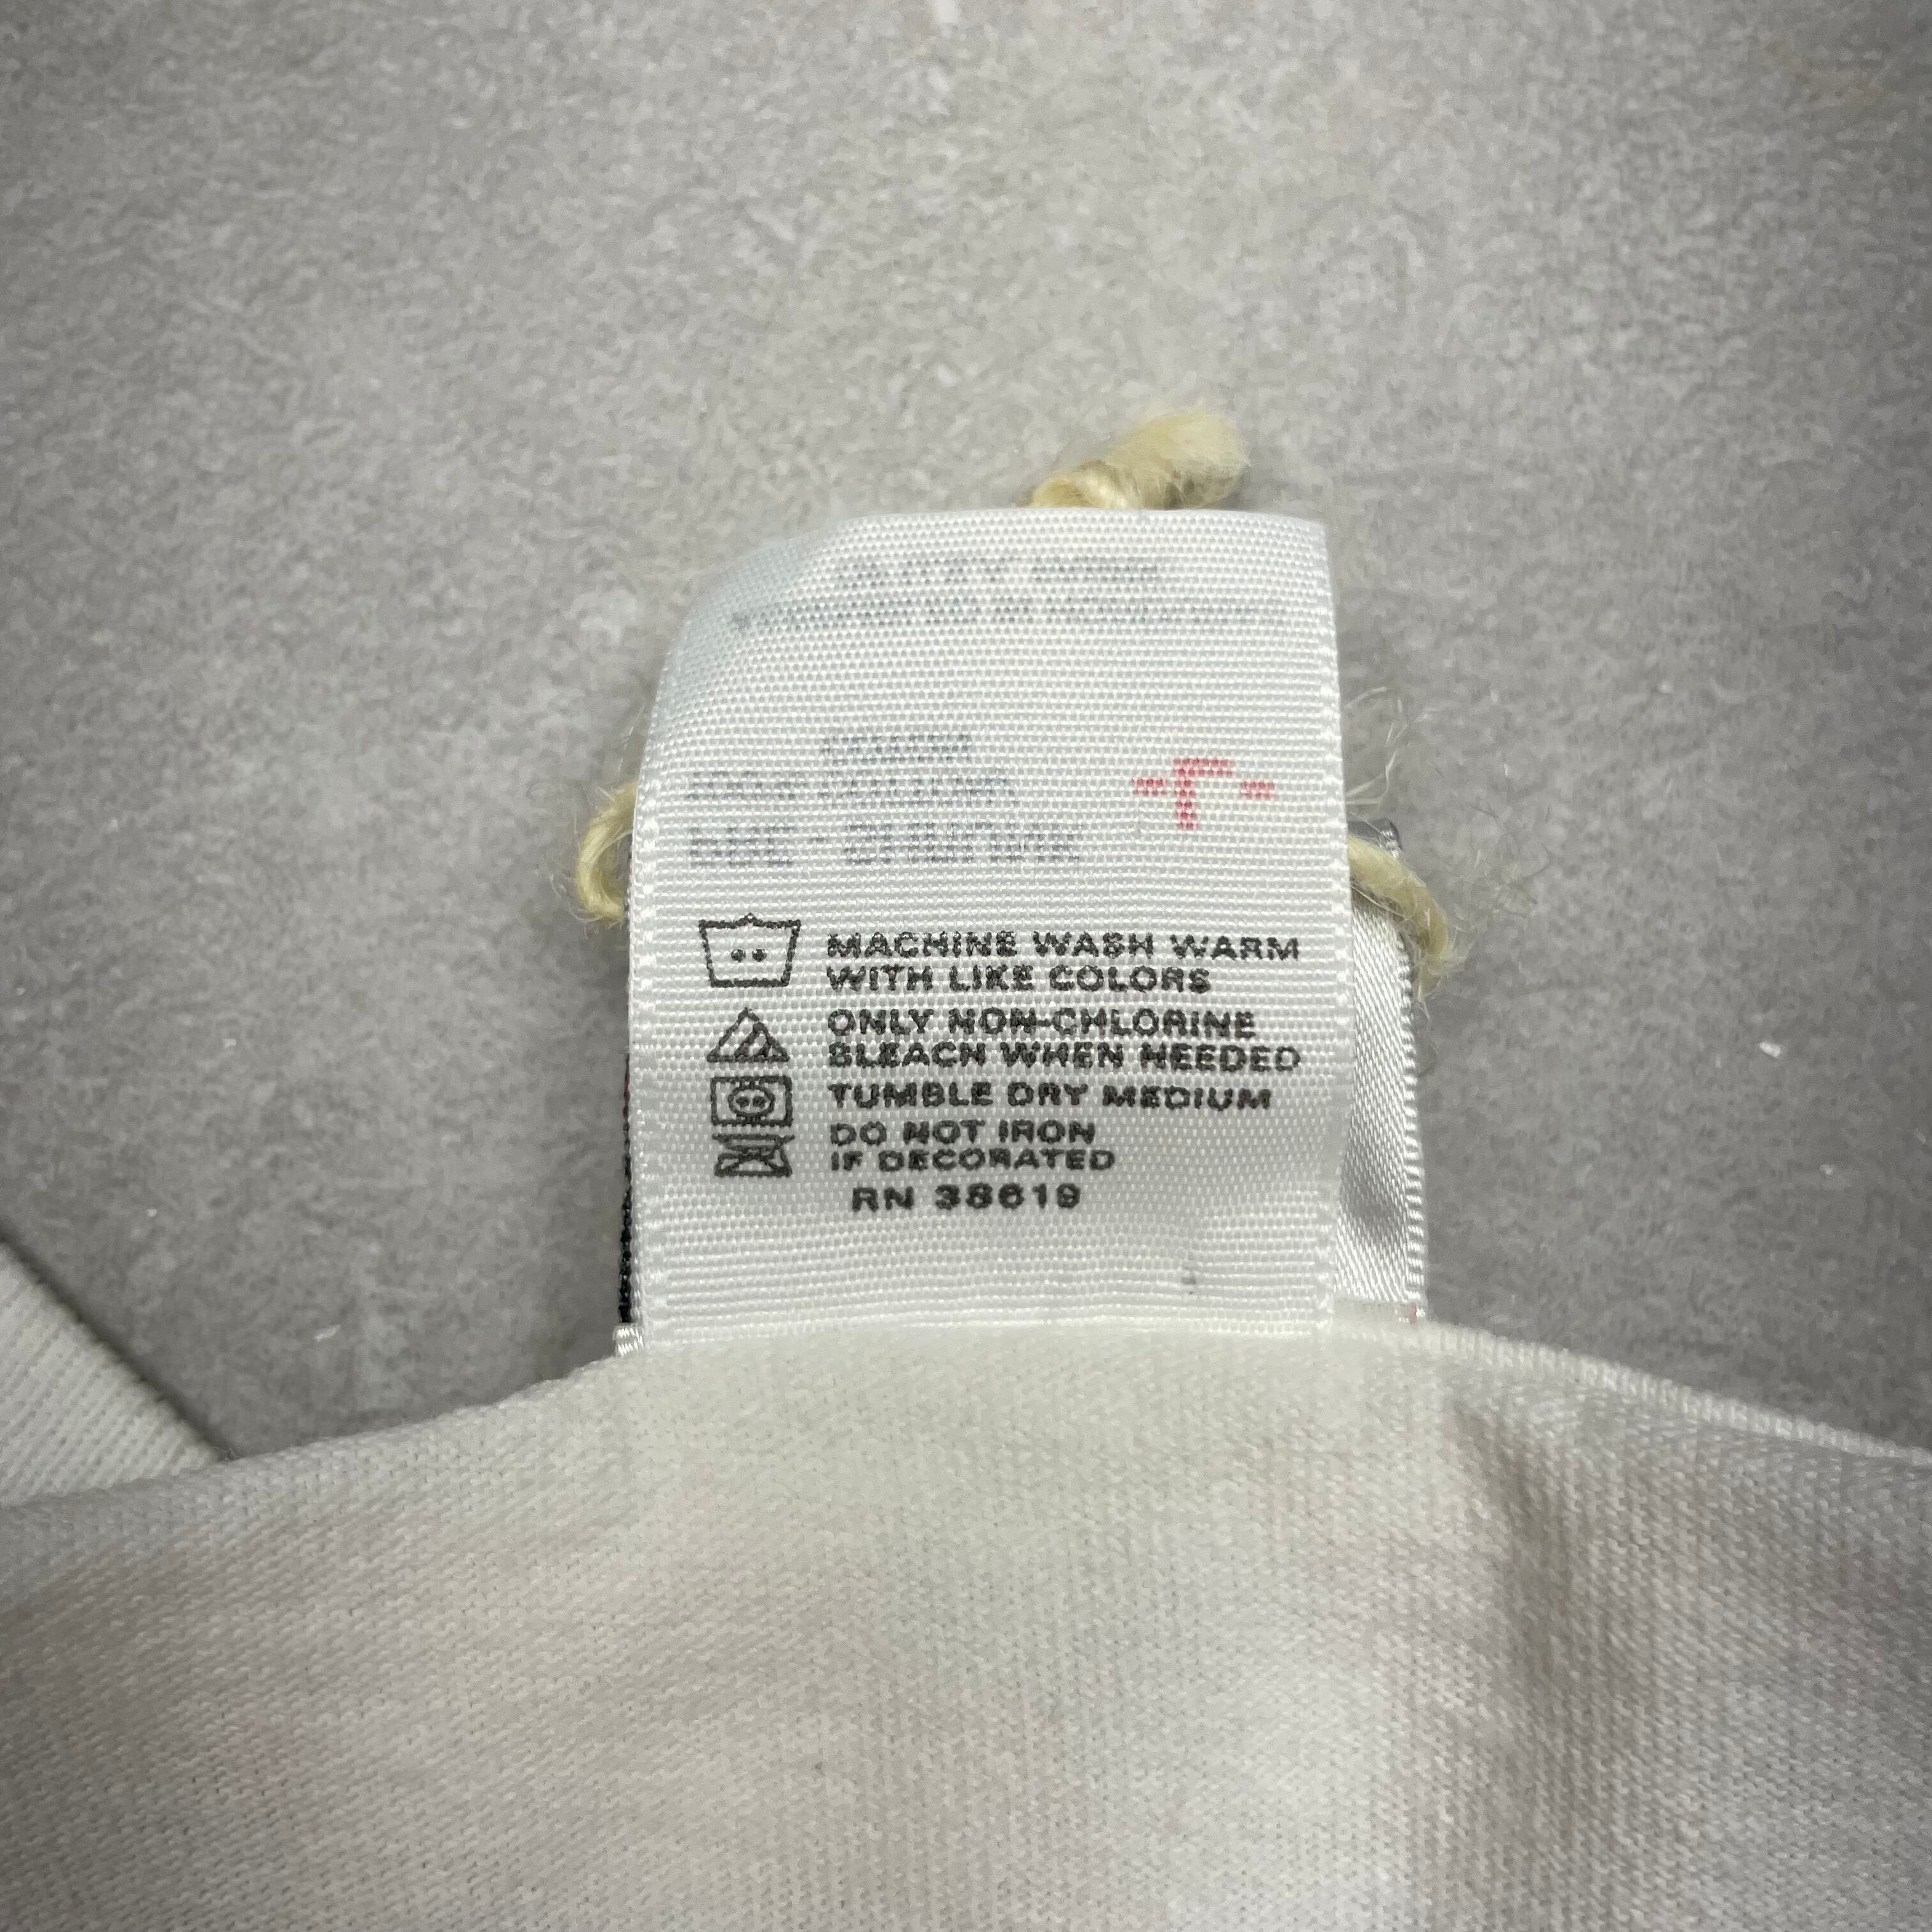 MACHINE WASH WARM
WITH LIKE COLORS
ONLY NON-CHLORINE
BLEACH WHEN NEEDED
TUMBLE DRY MEDIUM
DO NOT IRON
IF DECORATED
RN 38619